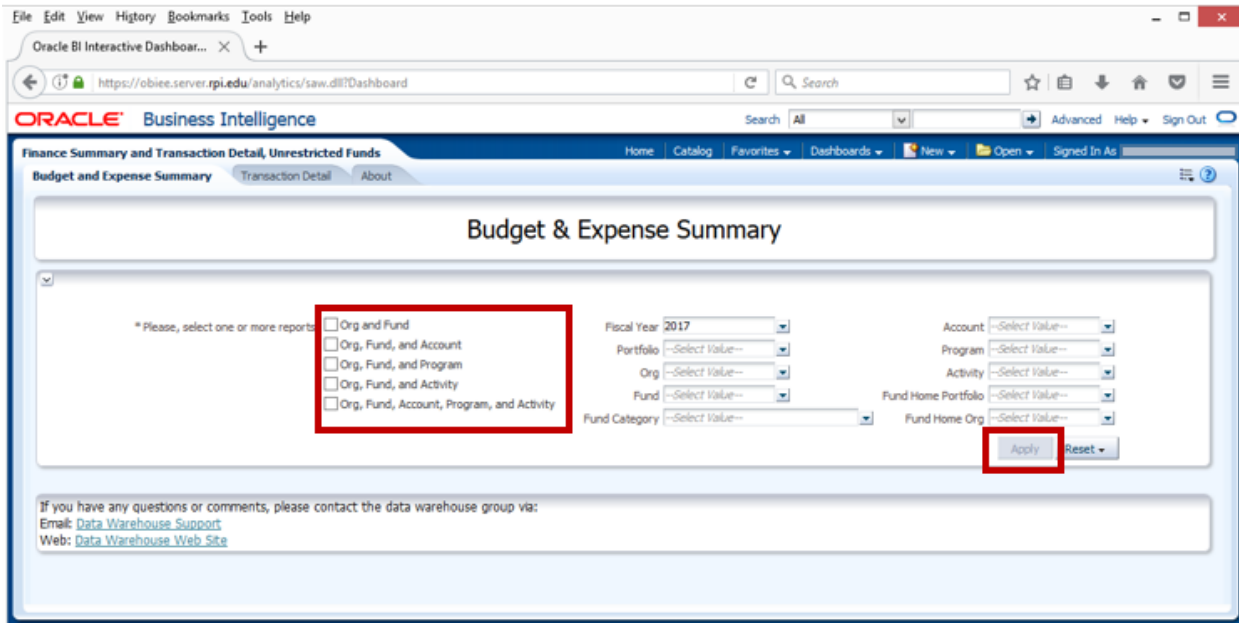 File Edit View History Bookmarks Tools Help
Oracle BI Interactive Dashboar...
https://obiee.server.rpi.edu/analytics/saw.dll?Dashboard
Search
ORACLE Business Intelligence
Search All Advanced Help Sign Out
Finance Summary and Transaction Detail, Unrestricted Funds
Home Catalog Favorites Dashboards New Open Signed In As
Budget and Expense Summary Transaction Detail About
Budget & Expense Summary
* Please, select one or more reports
Org and Fund
Org, Fund, and Account
Org, Fund, and Program
Org, Fund, and Activity
Org, Fund, Account, Program, and Activity
Fiscal Year 2017
Portfolio --Select Value--
Org --Select Value--
Fund --Select Value--
Fund Category --Select Value--
Account --Select Value--
Program --Select Value--
Activity --Select Value--
Fund Home Portfolio --Select Value--
Fund Home Org --Select Value--
Apply Reset
If you have any questions or comments, please contact the data warehouse group via:
Email: Data Warehouse Support
Web: Data Warehouse Web Site